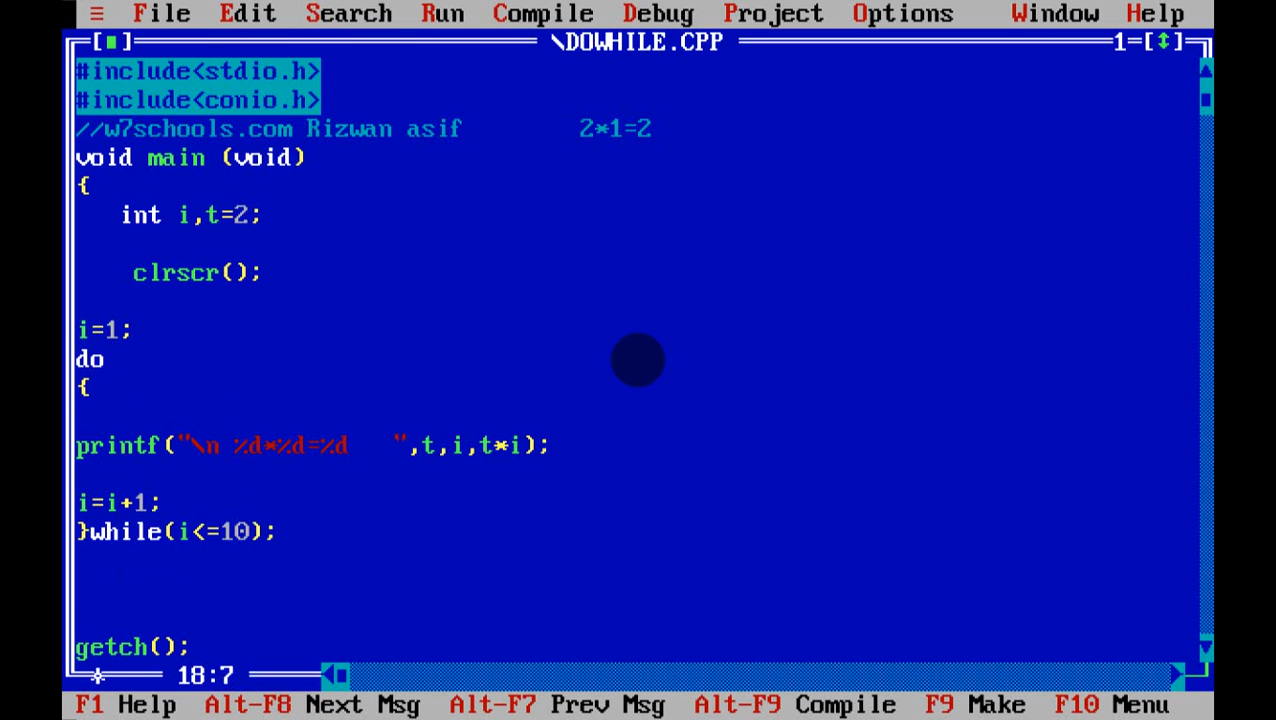 ≡ File Edit Search Run Compile Debug Project Options Window Help
[■] \DOWHILE.CPP 1=[↕]
#include<stdio.h>
#include<conio.h>
//w7schools.com Rizwan asif 2*1=2
void main (void)
{
int i,t=2;
clrscr();
i=1;
do
{
printf("\n %d*%d=%d ",t,i,t*i);
i=i+1;
}while(i<=10);
getch();
18:7
F1 Help Alt-F8 Next Msg Alt-F7 Prev Msg Alt-F9 Compile F9 Make F10 Menu